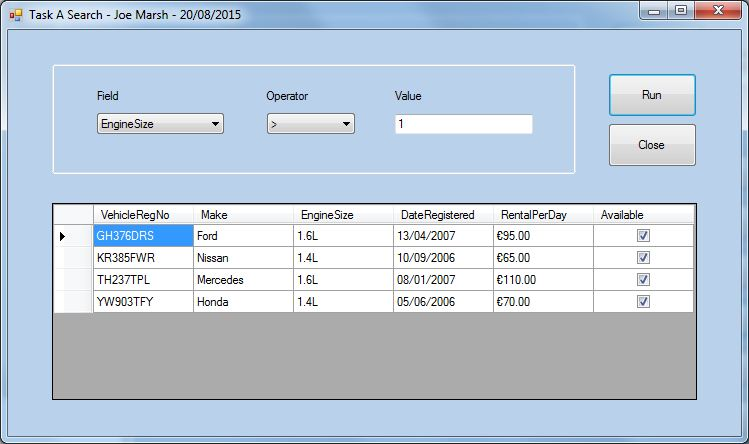 Task A Search - Joe Marsh - 20/08/2015
Field Operator Value
EngineSize > 1
Run
Close
VehicleRegNo Make EngineSize DateRegistered RentalPerDay Available
GH376DRS Ford 1.6L 13/04/2007 €95.00
KR385FWR Nissan 1.4L 10/09/2006 €65.00
TH237TPL Mercedes 1.6L 08/01/2007 €110.00
YW903TFY Honda 1.4L 05/06/2006 €70.00